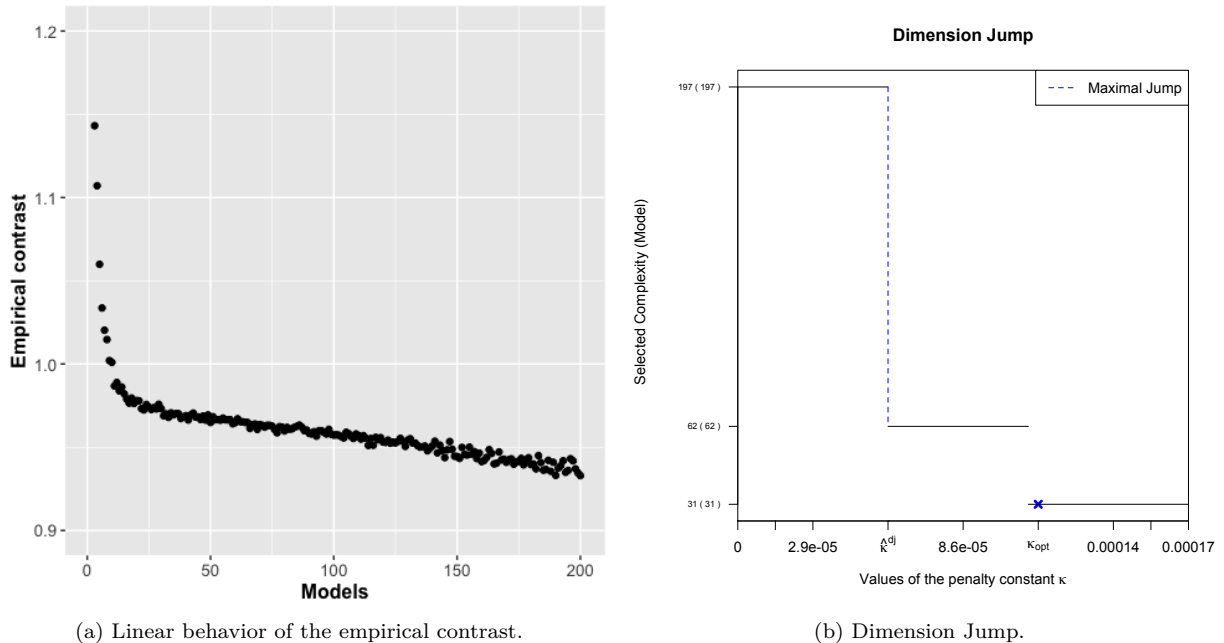 1.2
1.1
1.0
0.9
Empirical contrast
0
50
100
150
200
Models
(a) Linear behavior of the empirical contrast.
Dimension Jump
Maximal Jump
197 ( 197 )
62 ( 62 )
31 ( 31 )
Selected Complexity (Model)
0
2.9e-05
κ̂^dj
8.6e-05
κ_opt
0.00014
0.00017
Values of the penalty constant κ
(b) Dimension Jump.